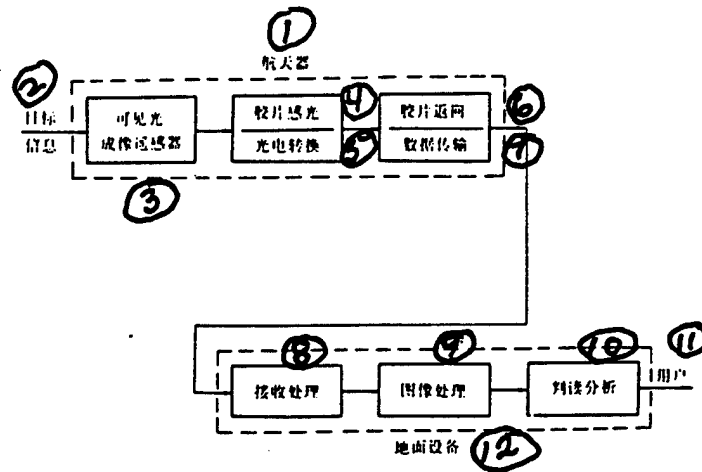 ①
航天器
②
目标
信息
可见光
成像遥感器
③
胶片感光
光电转换
④
⑤
胶片返回
数据传输
⑥
⑦
⑧
接收处理
⑨
图像处理
⑩
判读分析
⑪
用户
地面设备
⑫